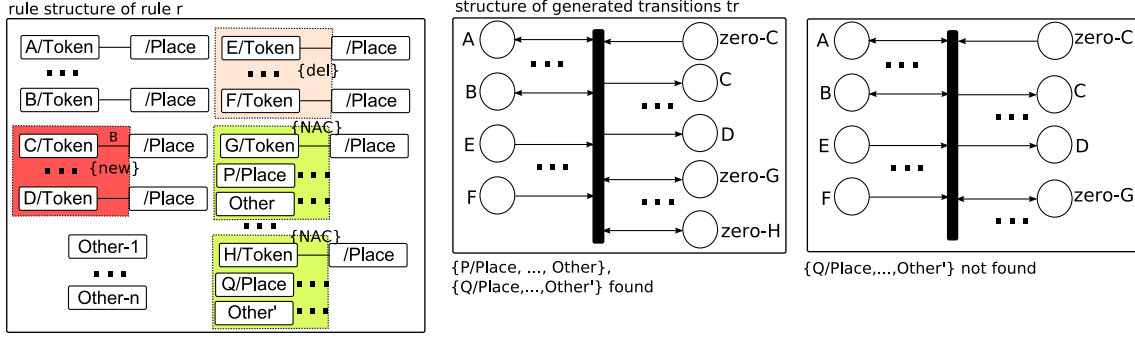 rule structure of rule r
A/Token /Place
B/Token /Place
C/Token B /Place
{new}
D/Token /Place
Other-1
Other-n
E/Token /Place
{del}
F/Token /Place
{NAC}
G/Token /Place
P/Place
Other
{NAC}
H/Token /Place
Q/Place
Other'
structure of generated transitions tr
A
B
E
F
zero-C
C
D
zero-G
zero-H
{P/Place, ..., Other},
{Q/Place,...,Other'} found
A
B
E
F
zero-C
C
D
zero-G
{Q/Place,...,Other'} not found